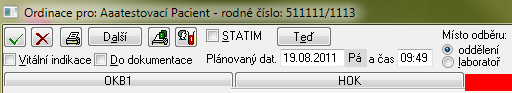 Ordinace pro: Aaatestovací Pacient - rodné číslo: 511111/1113
Další STATIM Teď Místo odběru:
oddělení
Vitální indikace Do dokumentace Plánovaný dat. 19.08.2011 Pá a čas 09:49 laboratoř
OKB1 HOK